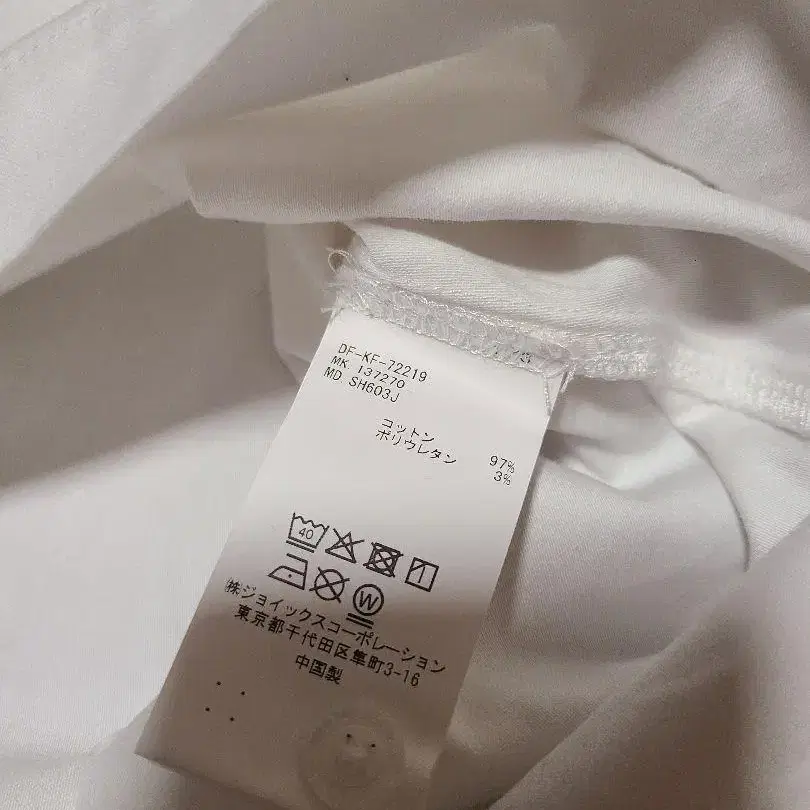 DF-KF-72219
MK 137270
MD SH603J
コットン 97%
ポリウレタン 3%
40
W
㈱ジョイックスコーポレーション
東京都千代田区隼町3-16
中国製